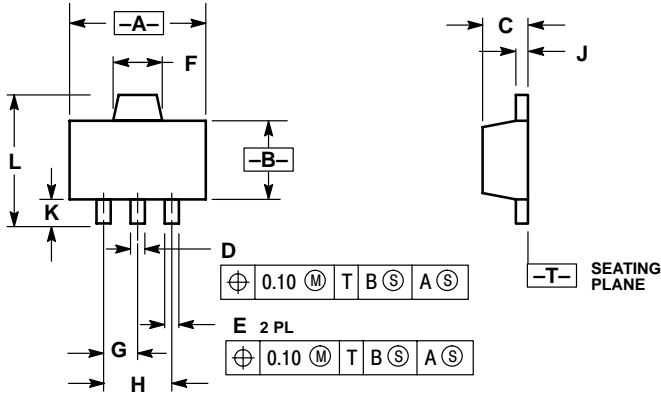 –A–
C
F
J
L
–B–
K
D
⌖ 0.10 Ⓜ T B Ⓢ A Ⓢ
–T– SEATING
PLANE
E 2 PL
G
⌖ 0.10 Ⓜ T B Ⓢ A Ⓢ
H